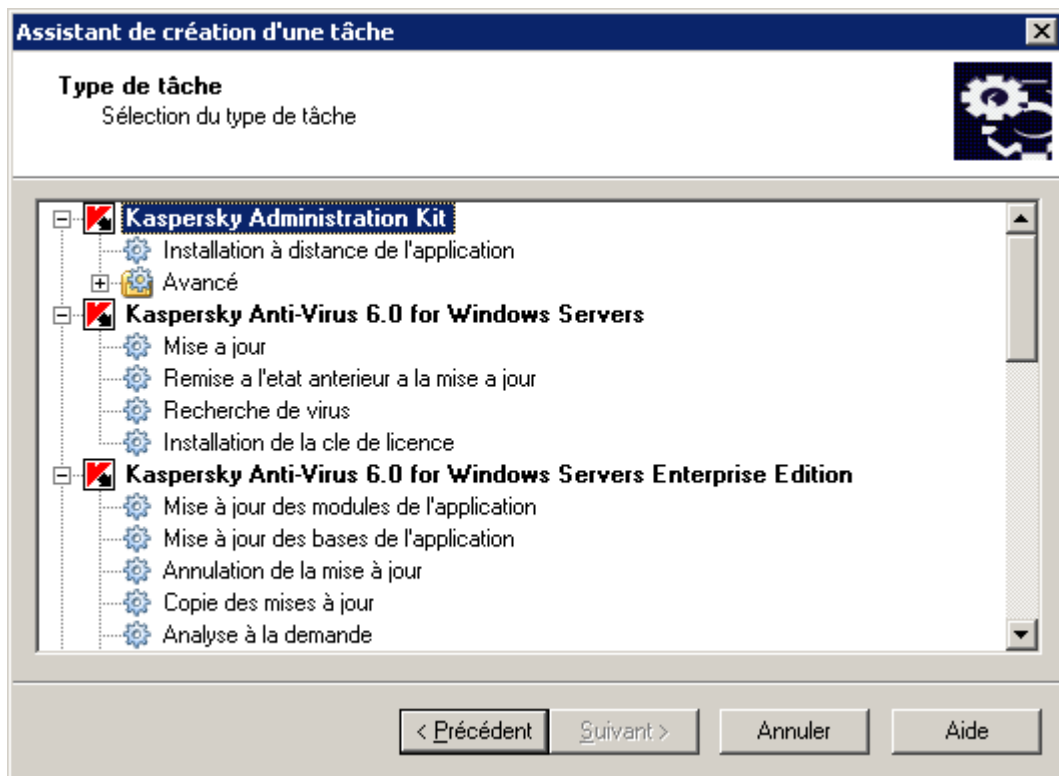 Assistant de création d'une tâche
Type de tâche
Sélection du type de tâche
Kaspersky Administration Kit
Installation à distance de l'application
Avancé
Kaspersky Anti-Virus 6.0 for Windows Servers
Mise a jour
Remise a l'etat anterieur a la mise a jour
Recherche de virus
Installation de la cle de licence
Kaspersky Anti-Virus 6.0 for Windows Servers Enterprise Edition
Mise à jour des modules de l'application
Mise à jour des bases de l'application
Annulation de la mise à jour
Copie des mises à jour
Analyse à la demande
< Précédent
Suivant >
Annuler
Aide